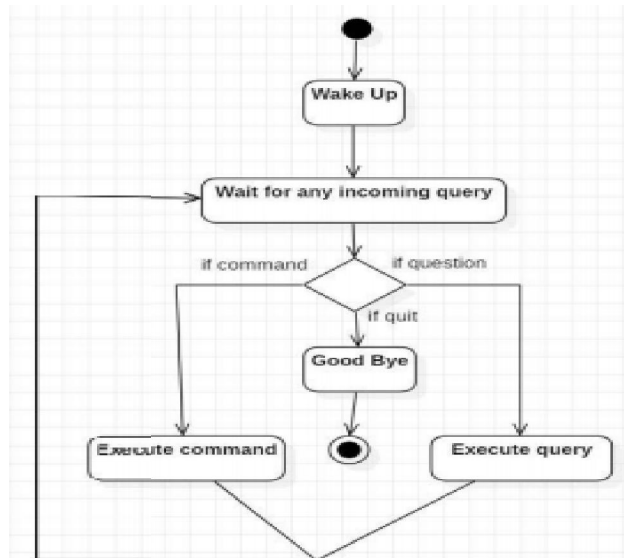 Wake Up
Wait for any incoming query
if command
if question
if quit
Good Bye
Execute command
Execute query